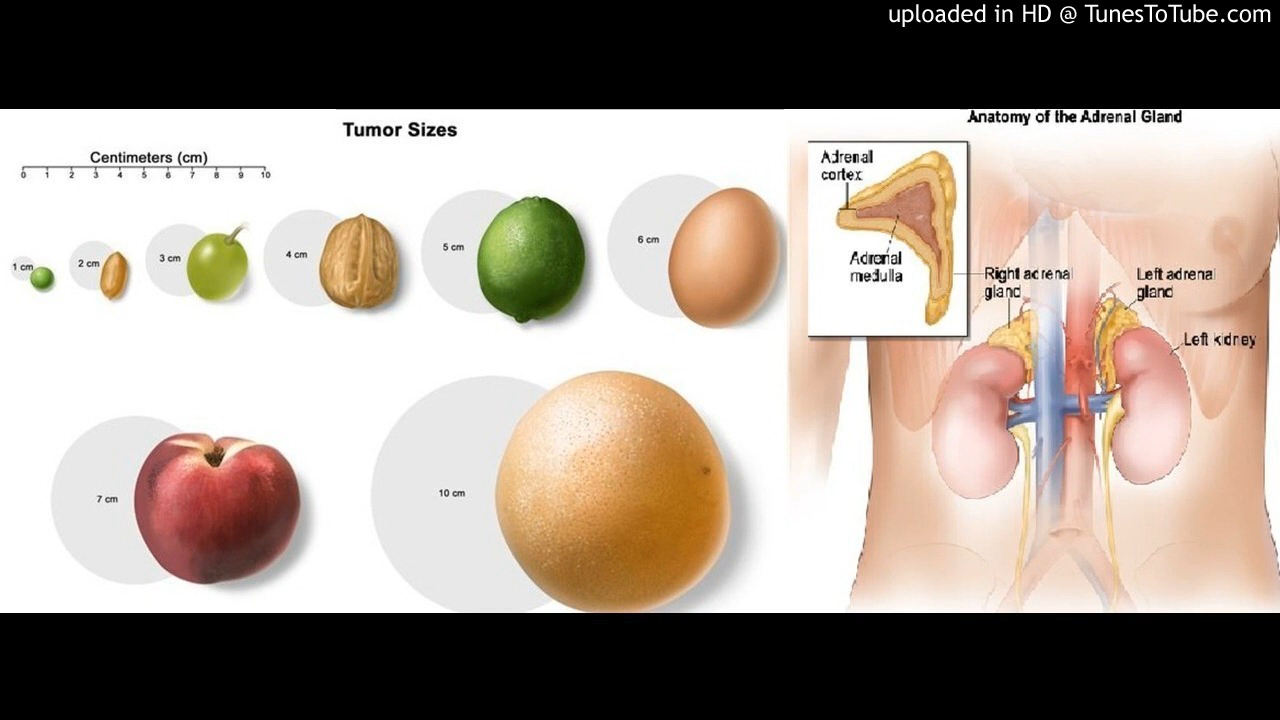 uploaded in HD @ TunesToTube.com
Tumor Sizes
Centimeters (cm)
0 1 2 3 4 5 6 7 8 9 10
1 cm
2 cm
3 cm
4 cm
5 cm
6 cm
7 cm
10 cm
Anatomy of the Adrenal Gland
Adrenal
cortex
Adrenal
medulla
Right adrenal
gland
Left adrenal
gland
Left kidney